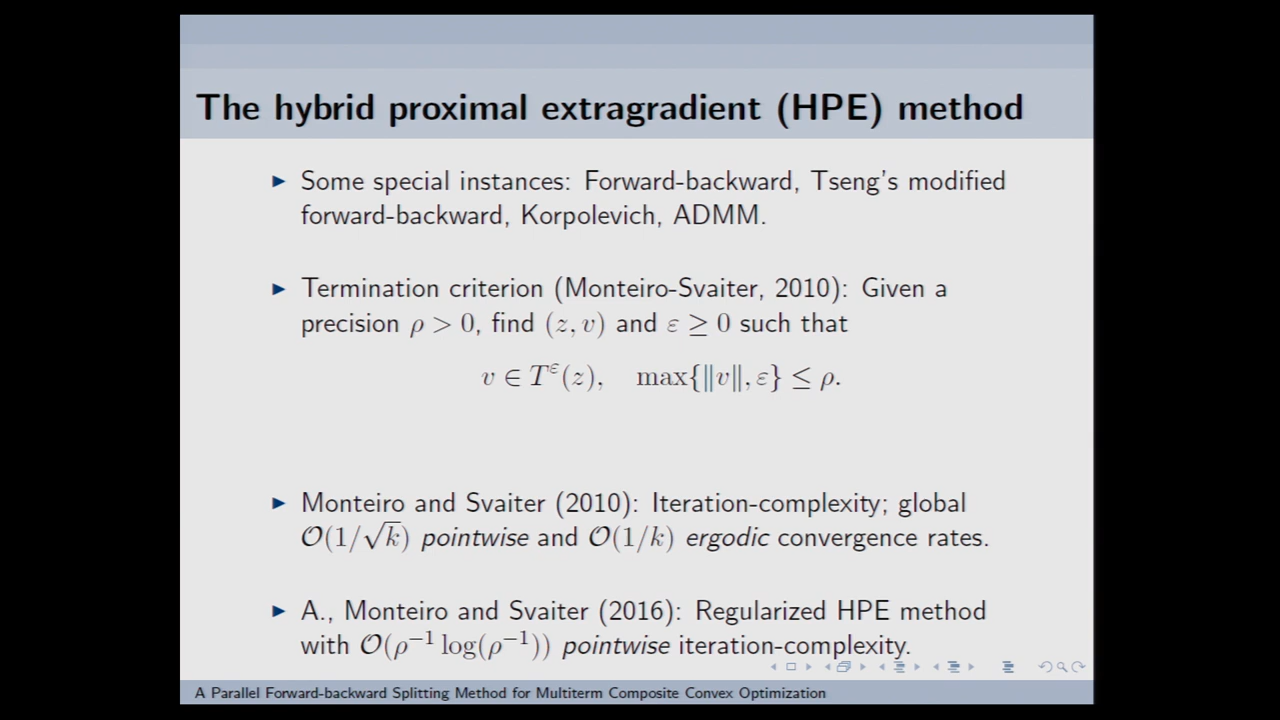 The hybrid proximal extragradient (HPE) method
▶ Some special instances: Forward-backward, Tseng's modified
forward-backward, Korpolevich, ADMM.
▶ Termination criterion (Monteiro-Svaiter, 2010): Given a
precision ρ > 0, find (z, v) and ε ≥ 0 such that
v ∈ T^ε(z), max{‖v‖, ε} ≤ ρ.
▶ Monteiro and Svaiter (2010): Iteration-complexity; global
𝒪(1/√k) pointwise and 𝒪(1/k) ergodic convergence rates.
▶ A., Monteiro and Svaiter (2016): Regularized HPE method
with 𝒪(ρ⁻¹ log(ρ⁻¹)) pointwise iteration-complexity.
A Parallel Forward-backward Splitting Method for Multiterm Composite Convex Optimization